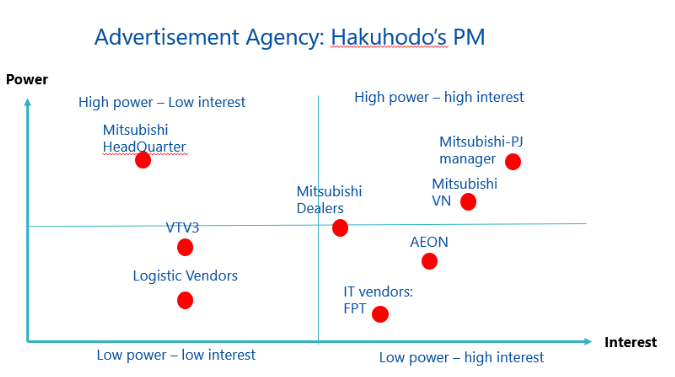 Advertisement Agency: Hakuhodo's PM
Power
High power – Low interest
High power – high interest
Mitsubishi
HeadQuarter
Mitsubishi-PJ
manager
Mitsubishi
VN
Mitsubishi
Dealers
VTV3
AEON
Logistic Vendors
IT vendors:
FPT
Interest
Low power – low interest
Low power – high interest